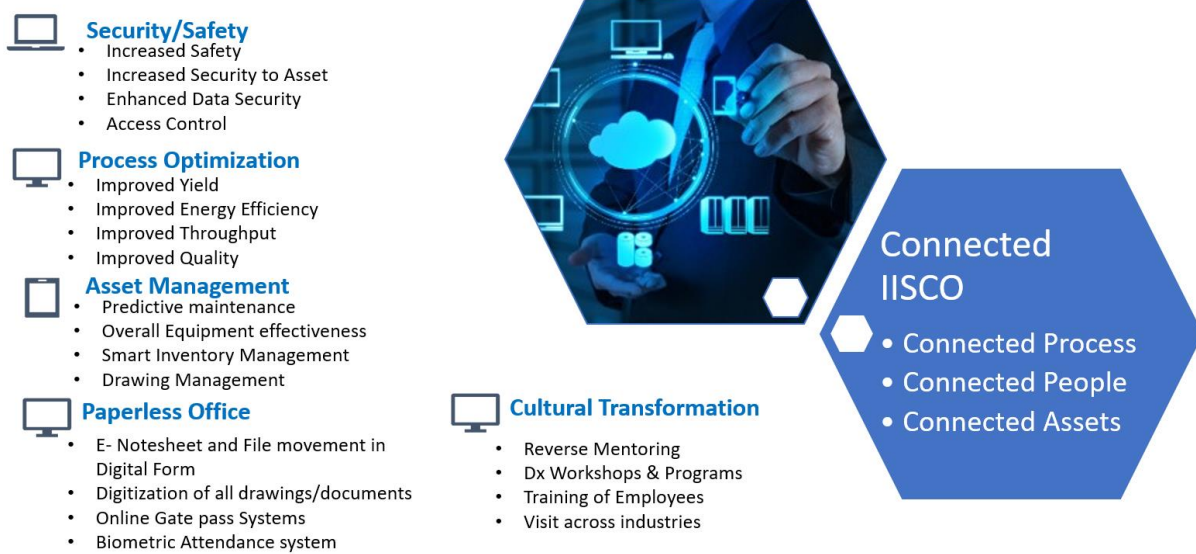 Security/Safety
• Increased Safety
• Increased Security to Asset
• Enhanced Data Security
• Access Control
Process Optimization
• Improved Yield
• Improved Energy Efficiency
• Improved Throughput
• Improved Quality
Asset Management
• Predictive maintenance
• Overall Equipment effectiveness
• Smart Inventory Management
• Drawing Management
Paperless Office
• E- Notesheet and File movement in
Digital Form
• Digitization of all drawings/documents
• Online Gate pass Systems
• Biometric Attendance system
Cultural Transformation
• Reverse Mentoring
• Dx Workshops & Programs
• Training of Employees
• Visit across industries
Connected
IISCO
• Connected Process
• Connected People
• Connected Assets